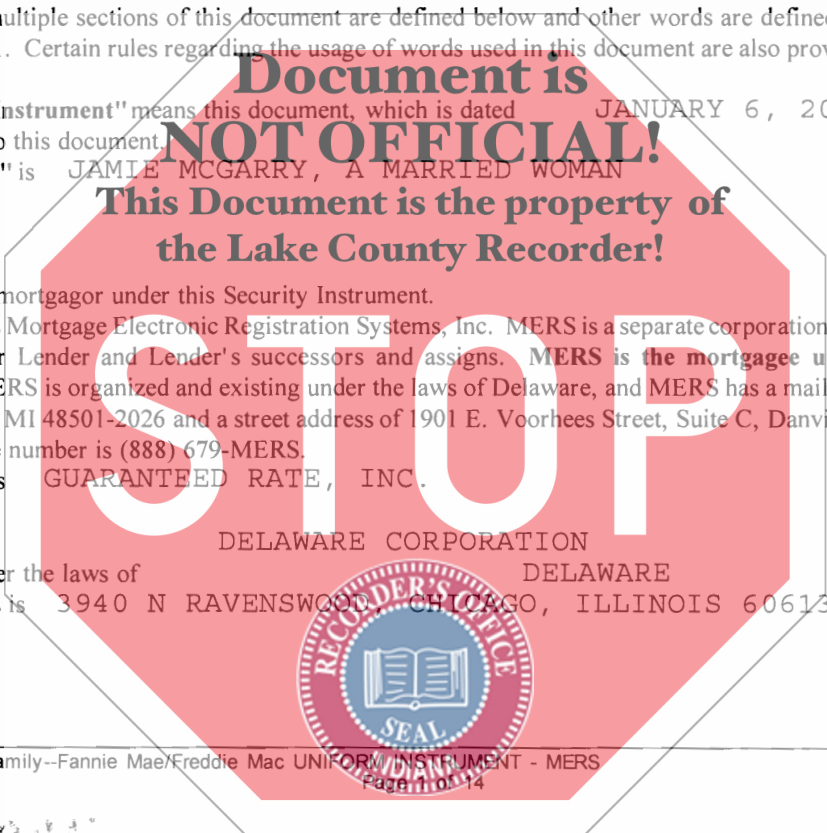 ultiple sections of this document are defined below and other words are define
. Certain rules regarding the usage of words used in this document are also prov
Document is
nstrument" means this document, which is dated JANUARY 6, 20
this document.
NOT OFFICIAL!
" is JAMIE MCGARRY, A MARRIED WOMAN
This Document is the property of
the Lake County Recorder!
mortgagor under this Security Instrument.
Mortgage Electronic Registration Systems, Inc. MERS is a separate corporation
r Lender and Lender's successors and assigns. MERS is the mortgagee u
ERS is organized and existing under the laws of Delaware, and MERS has a mail
MI 48501-2026 and a street address of 1901 E. Voorhees Street, Suite C, Danvi
number is (888) 679-MERS.
STOP
s GUARANTEED RATE, INC.
DELAWARE CORPORATION
er the laws of DELAWARE
is 3940 N RAVENSWOOD, CHICAGO, ILLINOIS 60613
RECORDER'S OFFICE
SEAL
INDIANA
amily--Fannie Mae/Freddie Mac UNIFORM INSTRUMENT - MERS
Page 1 of 14